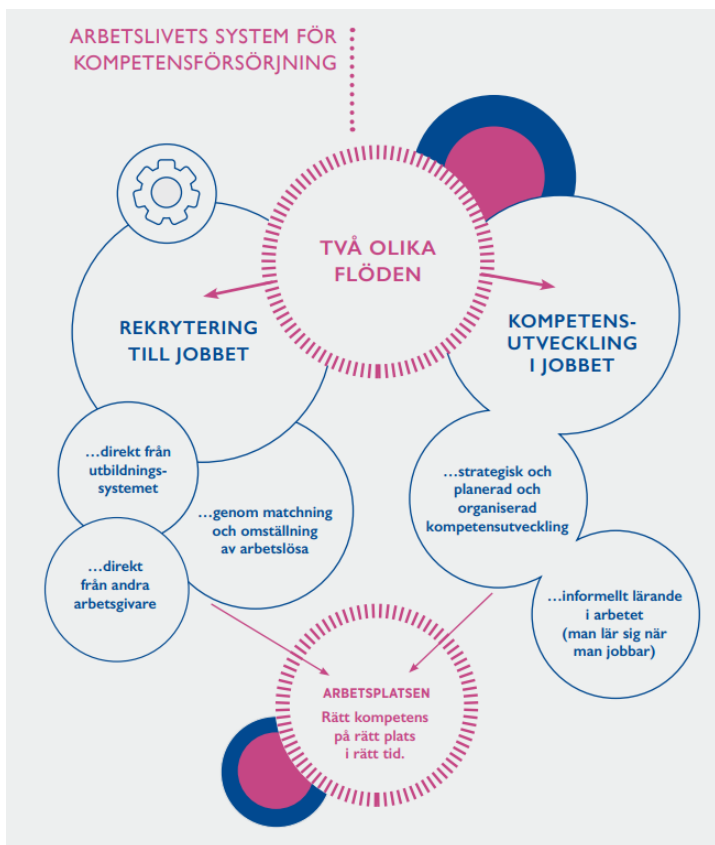 ARBETSLIVETS SYSTEM FÖR
KOMPETENSFÖRSÖRJNING
TVÅ OLIKA
FLÖDEN
REKRYTERING
TILL JOBBET
KOMPETENS-
UTVECKLING
I JOBBET
...direkt från
utbildnings-
systemet
...genom matchning
och omställning
av arbetslösa
...direkt
från andra
arbetsgivare
...strategisk och
planerad och
organiserad
kompetensutveckling
...informellt lärande
i arbetet
(man lär sig när
man jobbar)
ARBETSPLATSEN
Rätt kompetens
på rätt plats
i rätt tid.